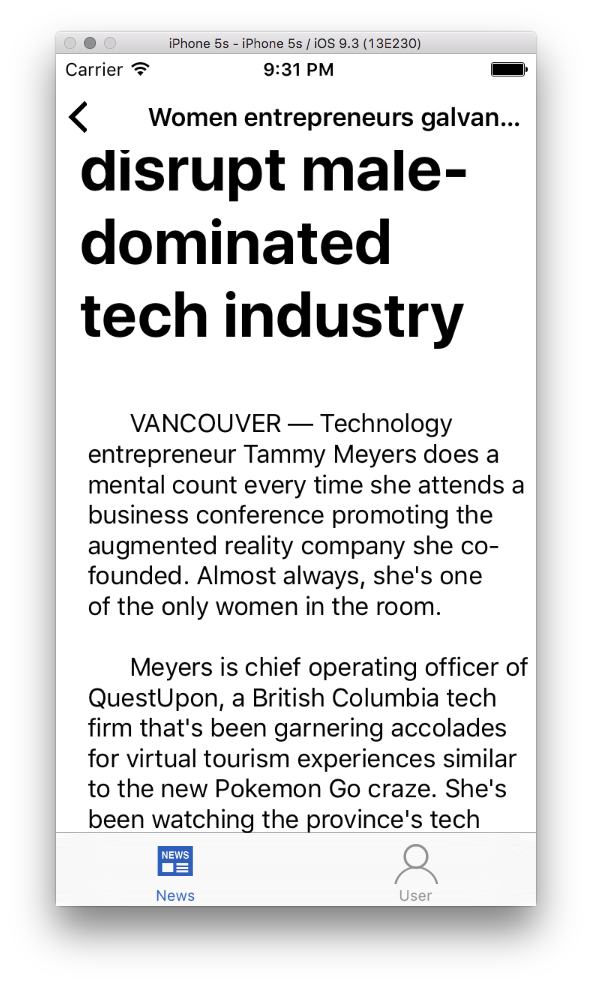 iPhone 5s - iPhone 5s / iOS 9.3 (13E230)
Carrier 9:31 PM
Women entrepreneurs galvan...
disrupt male-
dominated
tech industry
VANCOUVER — Technology
entrepreneur Tammy Meyers does a
mental count every time she attends a
business conference promoting the
augmented reality company she co-
founded. Almost always, she's one
of the only women in the room.
Meyers is chief operating officer of
QuestUpon, a British Columbia tech
firm that's been garnering accolades
for virtual tourism experiences similar
to the new Pokemon Go craze. She's
been watching the province's tech
NEWS
News
User